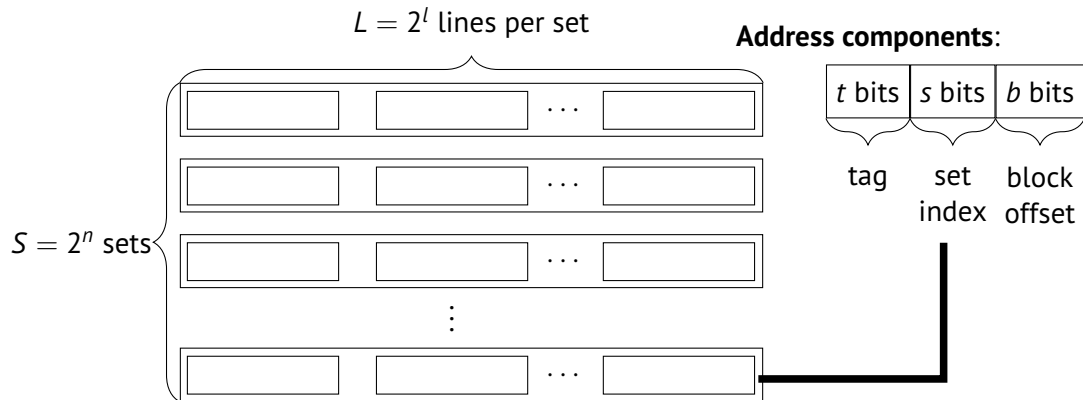 L = 2^l lines per set
Address components:
t bits s bits b bits
tag set index block offset
S = 2^n sets
...
...
...
⋮
...